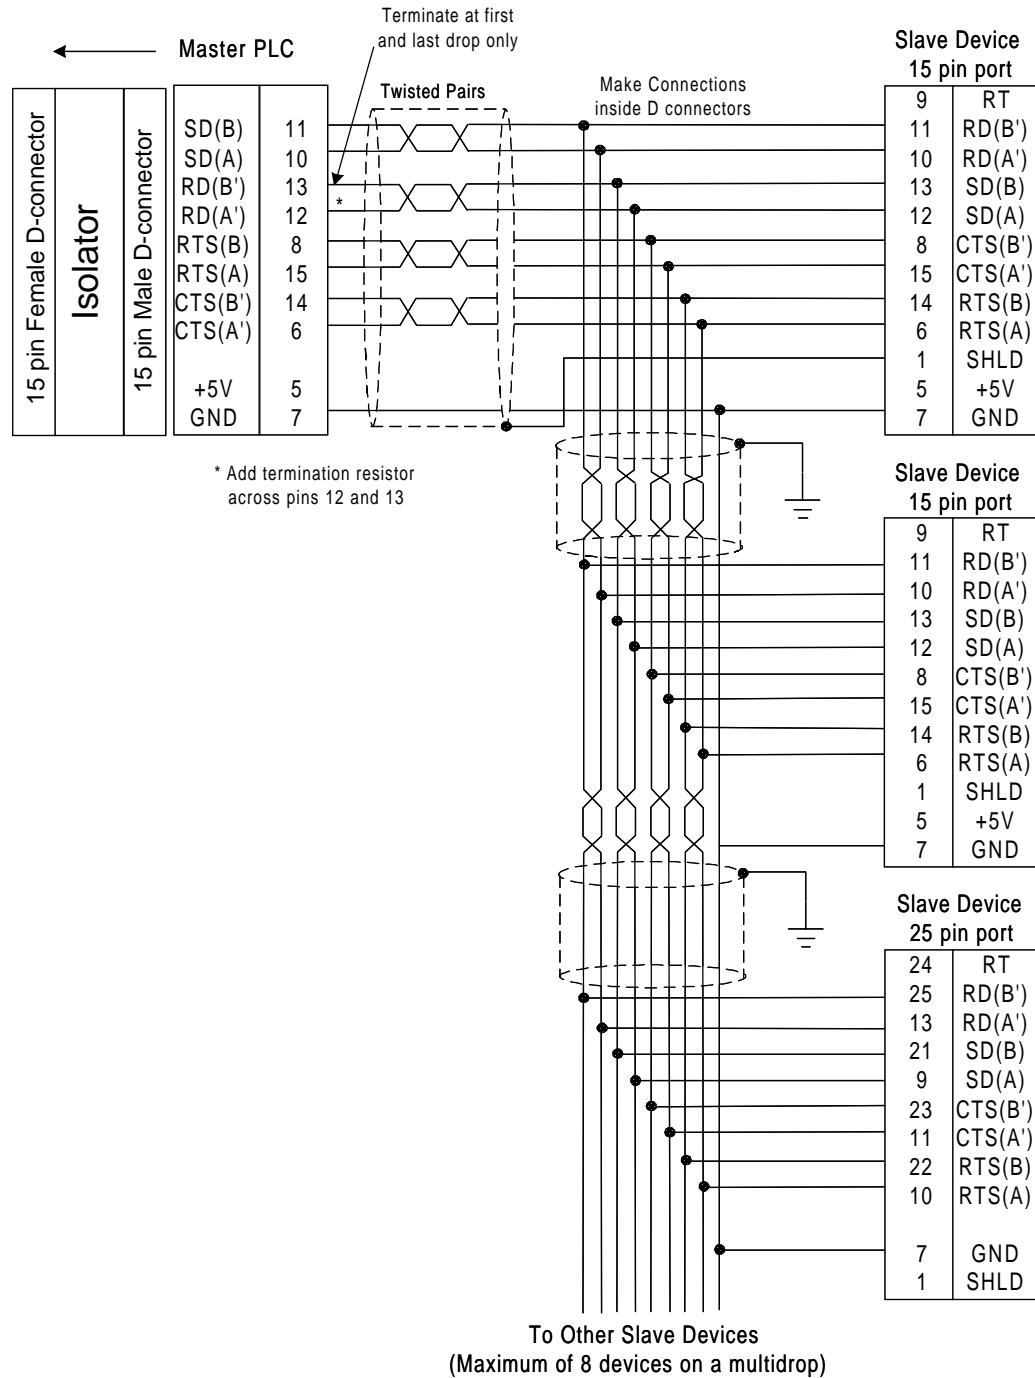 Terminate at first
and last drop only
Master PLC
Twisted Pairs
Make Connections
inside D connectors
Slave Device
15 pin port
15 pin Female D-connector
Isolator
15 pin Male D-connector
SD(B) 11
SD(A) 10
RD(B') 13
RD(A') 12
*
RTS(B) 8
RTS(A) 15
CTS(B') 14
CTS(A') 6
+5V 5
GND 7
9 RT
11 RD(B')
10 RD(A')
13 SD(B)
12 SD(A)
8 CTS(B')
15 CTS(A')
14 RTS(B)
6 RTS(A)
1 SHLD
5 +5V
7 GND
* Add termination resistor
across pins 12 and 13
Slave Device
15 pin port
9 RT
11 RD(B')
10 RD(A')
13 SD(B)
12 SD(A)
8 CTS(B')
15 CTS(A')
14 RTS(B)
6 RTS(A)
1 SHLD
5 +5V
7 GND
Slave Device
25 pin port
24 RT
25 RD(B')
13 RD(A')
21 SD(B)
9 SD(A)
23 CTS(B')
11 CTS(A')
22 RTS(B)
10 RTS(A)
7 GND
1 SHLD
To Other Slave Devices
(Maximum of 8 devices on a multidrop)